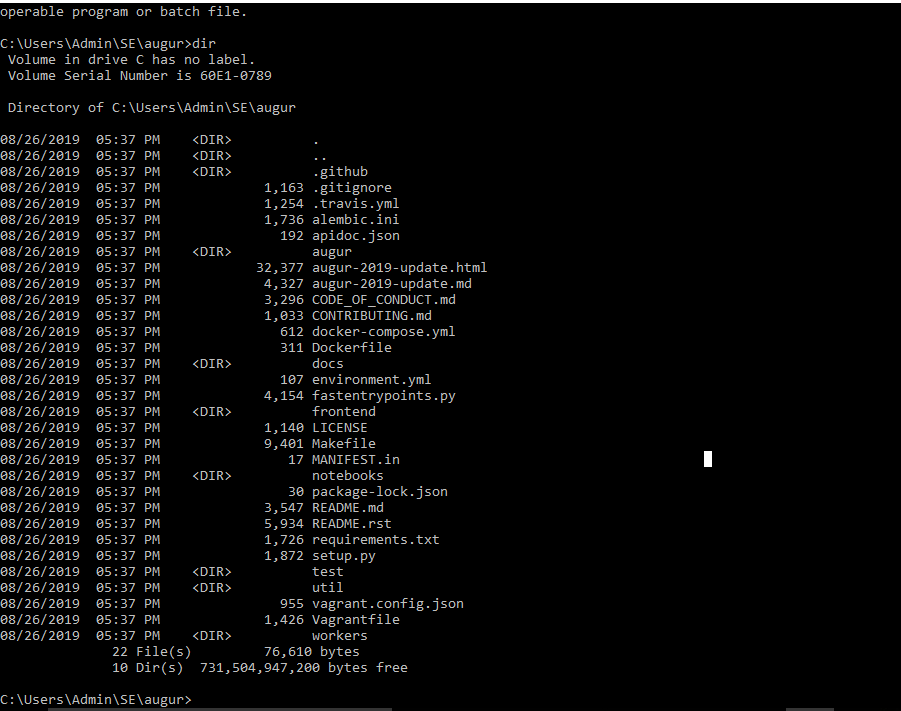 operable program or batch file.
C:\Users\Admin\SE\augur>dir
Volume in drive C has no label.
Volume Serial Number is 60E1-0789
Directory of C:\Users\Admin\SE\augur
08/26/2019  05:37 PM    <DIR>          .
08/26/2019  05:37 PM    <DIR>          ..
08/26/2019  05:37 PM    <DIR>          .github
08/26/2019  05:37 PM             1,163 .gitignore
08/26/2019  05:37 PM             1,254 .travis.yml
08/26/2019  05:37 PM             1,736 alembic.ini
08/26/2019  05:37 PM               192 apidoc.json
08/26/2019  05:37 PM    <DIR>          augur
08/26/2019  05:37 PM            32,377 augur-2019-update.html
08/26/2019  05:37 PM             4,327 augur-2019-update.md
08/26/2019  05:37 PM             3,296 CODE_OF_CONDUCT.md
08/26/2019  05:37 PM             1,033 CONTRIBUTING.md
08/26/2019  05:37 PM               612 docker-compose.yml
08/26/2019  05:37 PM               311 Dockerfile
08/26/2019  05:37 PM    <DIR>          docs
08/26/2019  05:37 PM               107 environment.yml
08/26/2019  05:37 PM             4,154 fastentrypoints.py
08/26/2019  05:37 PM    <DIR>          frontend
08/26/2019  05:37 PM             1,140 LICENSE
08/26/2019  05:37 PM             9,401 Makefile
08/26/2019  05:37 PM                17 MANIFEST.in
08/26/2019  05:37 PM    <DIR>          notebooks
08/26/2019  05:37 PM                30 package-lock.json
08/26/2019  05:37 PM             3,547 README.md
08/26/2019  05:37 PM             5,934 README.rst
08/26/2019  05:37 PM             1,726 requirements.txt
08/26/2019  05:37 PM             1,872 setup.py
08/26/2019  05:37 PM    <DIR>          test
08/26/2019  05:37 PM    <DIR>          util
08/26/2019  05:37 PM               955 vagrant.config.json
08/26/2019  05:37 PM             1,426 Vagrantfile
08/26/2019  05:37 PM    <DIR>          workers
22 File(s)         76,610 bytes
10 Dir(s)  731,504,947,200 bytes free
C:\Users\Admin\SE\augur>